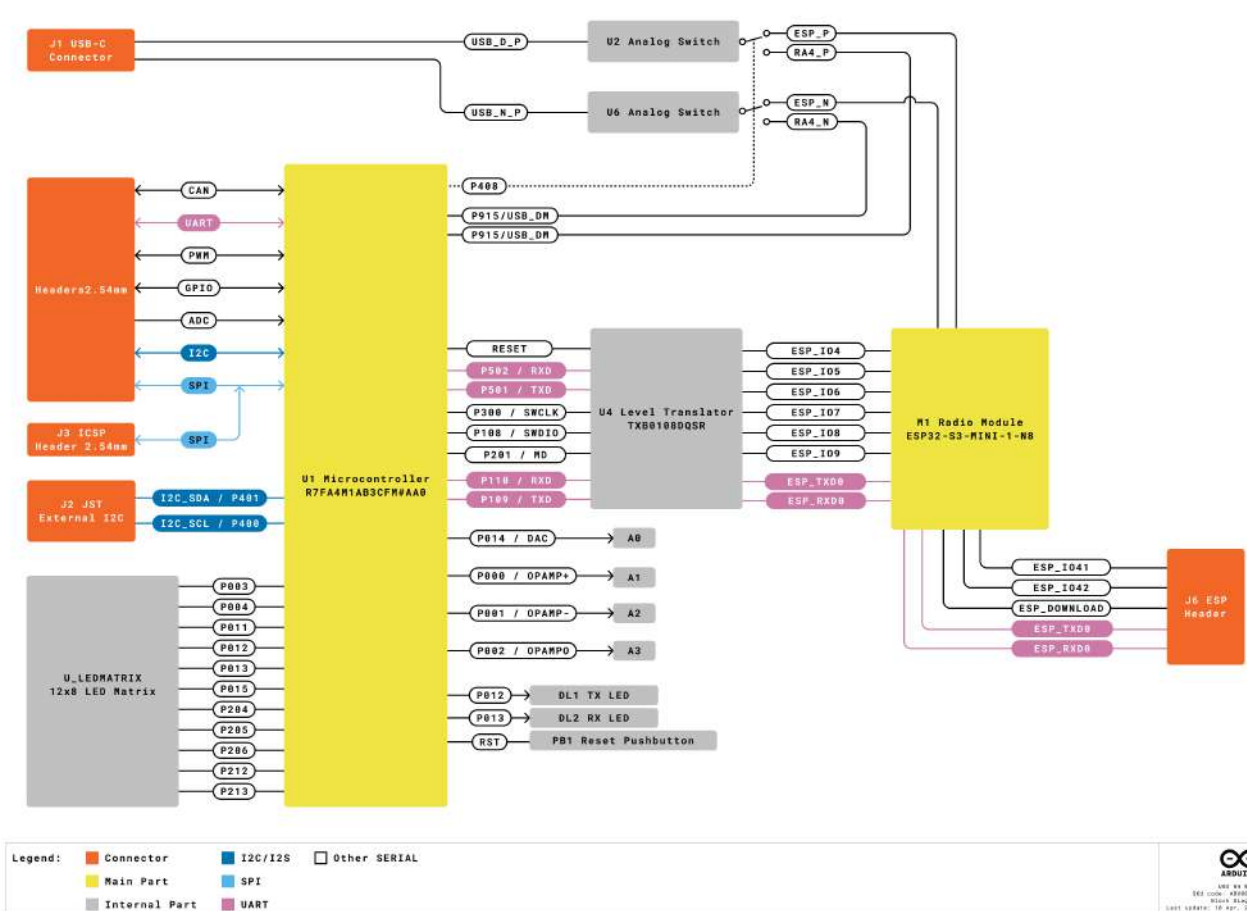 J1 USB-C
Connector
USB_D_P
U2 Analog Switch
ESP_P
RA4_P
USB_N_P
U6 Analog Switch
ESP_N
RA4_N
P408
P915/USB_DM
P915/USB_DM
Headers2.54mm
CAN
UART
PWM
GPIO
ADC
I2C
SPI
J3 ICSP
Header 2.54mm
SPI
J2 JST
External I2C
I2C_SDA / P401
I2C_SCL / P400
U1 Microcontroller
R7FA4M1AB3CFM#AA0
RESET
P502 / RXD
P501 / TXD
P300 / SWCLK
P108 / SWDIO
P201 / MD
P110 / RXD
P109 / TXD
U4 Level Translator
TXB0108DQSR
ESP_IO4
ESP_IO5
ESP_IO6
ESP_IO7
ESP_IO8
ESP_IO9
ESP_TXD0
ESP_RXD0
M1 Radio Module
ESP32-S3-MINI-1-N8
P014 / DAC
A0
P000 / OPAMP+
A1
P001 / OPAMP-
A2
P002 / OPAMPO
A3
ESP_IO41
ESP_IO42
ESP_DOWNLOAD
ESP_TXD0
ESP_RXD0
J6 ESP
Header
U_LEDMATRIX
12x8 LED Matrix
P003
P004
P011
P012
P013
P015
P204
P205
P206
P212
P213
P012
DL1 TX LED
P013
DL2 RX LED
RST
PB1 Reset Pushbutton
Legend:
Connector
I2C/I2S
Other SERIAL
Main Part
SPI
Internal Part
UART